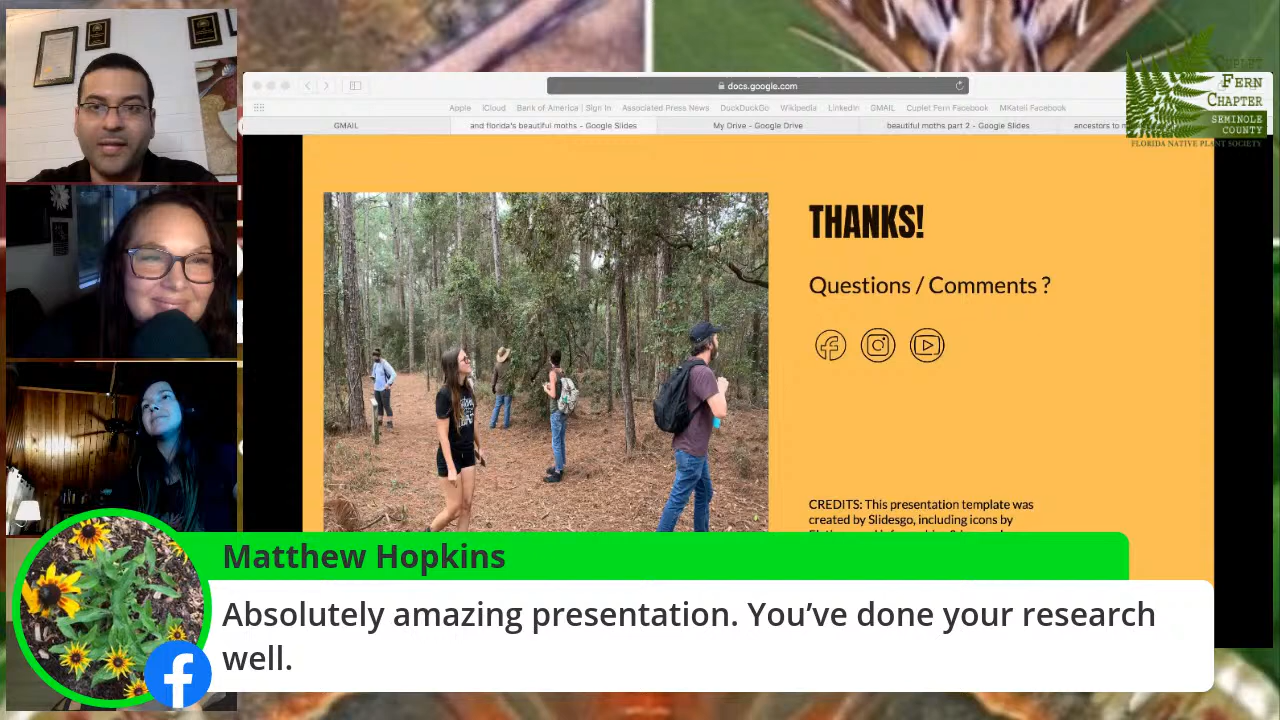 docs.google.com
Apple iCloud Bank of America | Sign In Associated Press News DuckDuckGo Wikipedia LinkedIn GMAIL Cuplet Fern Facebook MKatell Facebook
GMAIL and florida's beautiful moths - Google Slides My Drive - Google Drive beautiful moths part 2 - Google Slides ancestors to m
CUPLET
FERN
CHAPTER
SEMINOLE
COUNTY
FLORIDA NATIVE PLANT SOCIETY
THANKS!
Questions / Comments ?
CREDITS: This presentation template was
created by Slidesgo, including icons by
Matthew Hopkins
Absolutely amazing presentation. You’ve done your research
well.